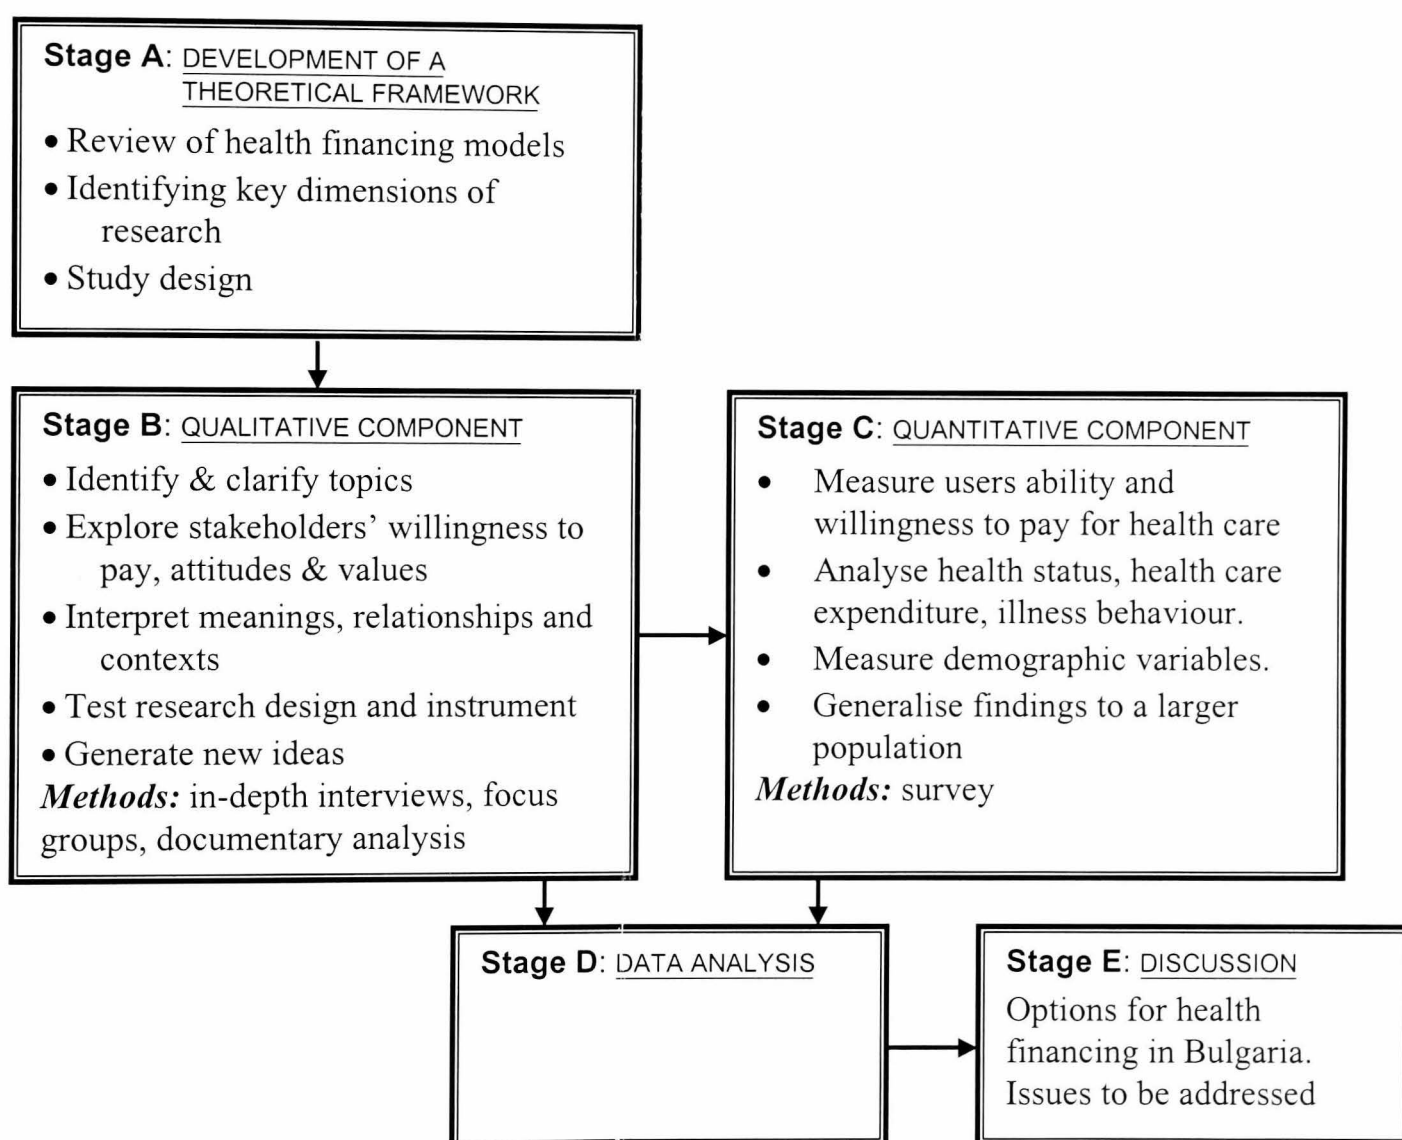 Stage A: DEVELOPMENT OF A
THEORETICAL FRAMEWORK
• Review of health financing models
• Identifying key dimensions of
research
• Study design
Stage B: QUALITATIVE COMPONENT
• Identify & clarify topics
• Explore stakeholders’ willingness to
pay, attitudes & values
• Interpret meanings, relationships and
contexts
• Test research design and instrument
• Generate new ideas
Methods: in-depth interviews, focus
groups, documentary analysis
Stage C: QUANTITATIVE COMPONENT
• Measure users ability and
willingness to pay for health care
• Analyse health status, health care
expenditure, illness behaviour.
• Measure demographic variables.
• Generalise findings to a larger
population
Methods: survey
Stage D: DATA ANALYSIS
Stage E: DISCUSSION
Options for health
financing in Bulgaria.
Issues to be addressed